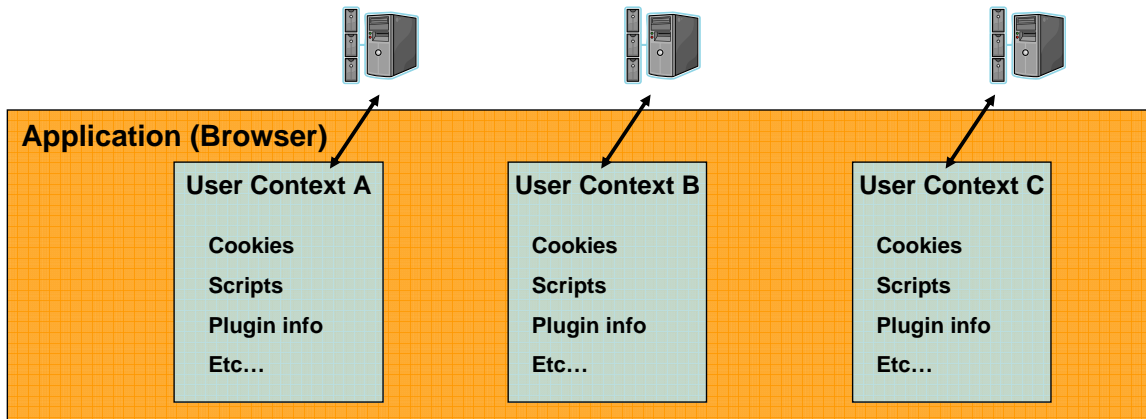 Application (Browser)
User Context A
Cookies
Scripts
Plugin info
Etc…
User Context B
Cookies
Scripts
Plugin info
Etc…
User Context C
Cookies
Scripts
Plugin info
Etc…